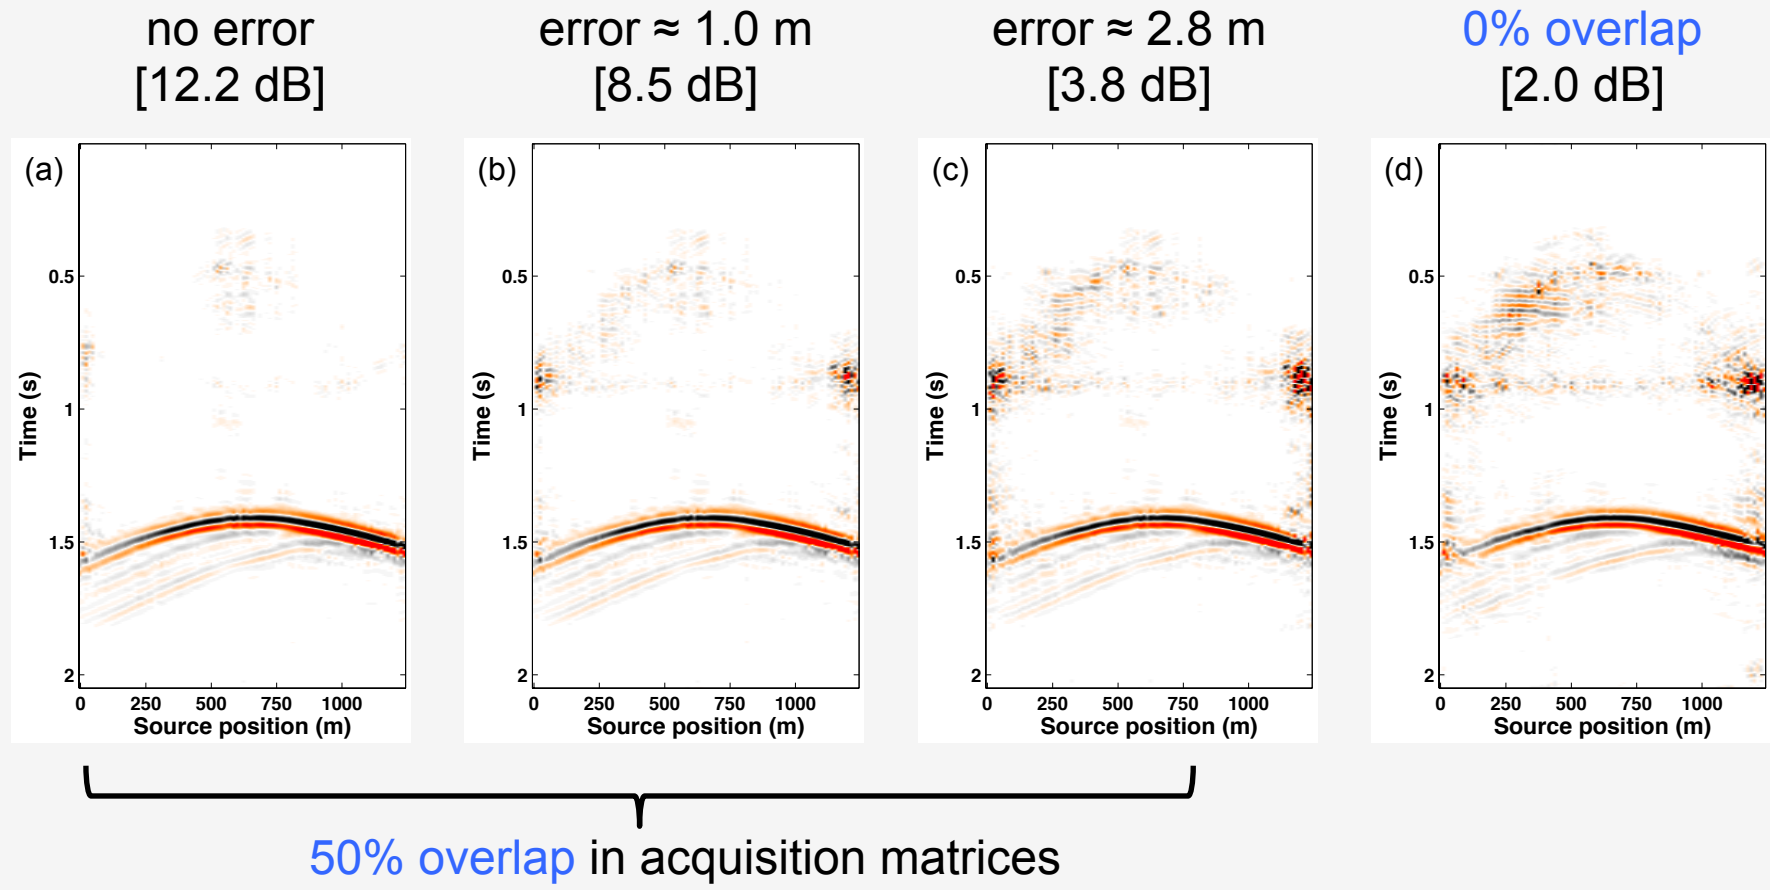 no error
[12.2 dB]
error ≈ 1.0 m
[8.5 dB]
error ≈ 2.8 m
[3.8 dB]
0% overlap
[2.0 dB]
(a)
0.5
1
1.5
2
Time (s)
0 250 500 750 1000
Source position (m)
(b)
0.5
1
1.5
2
Time (s)
0 250 500 750 1000
Source position (m)
(c)
0.5
1
1.5
2
Time (s)
0 250 500 750 1000
Source position (m)
(d)
0.5
1
1.5
2
Time (s)
0 250 500 750 1000
Source position (m)
50% overlap in acquisition matrices